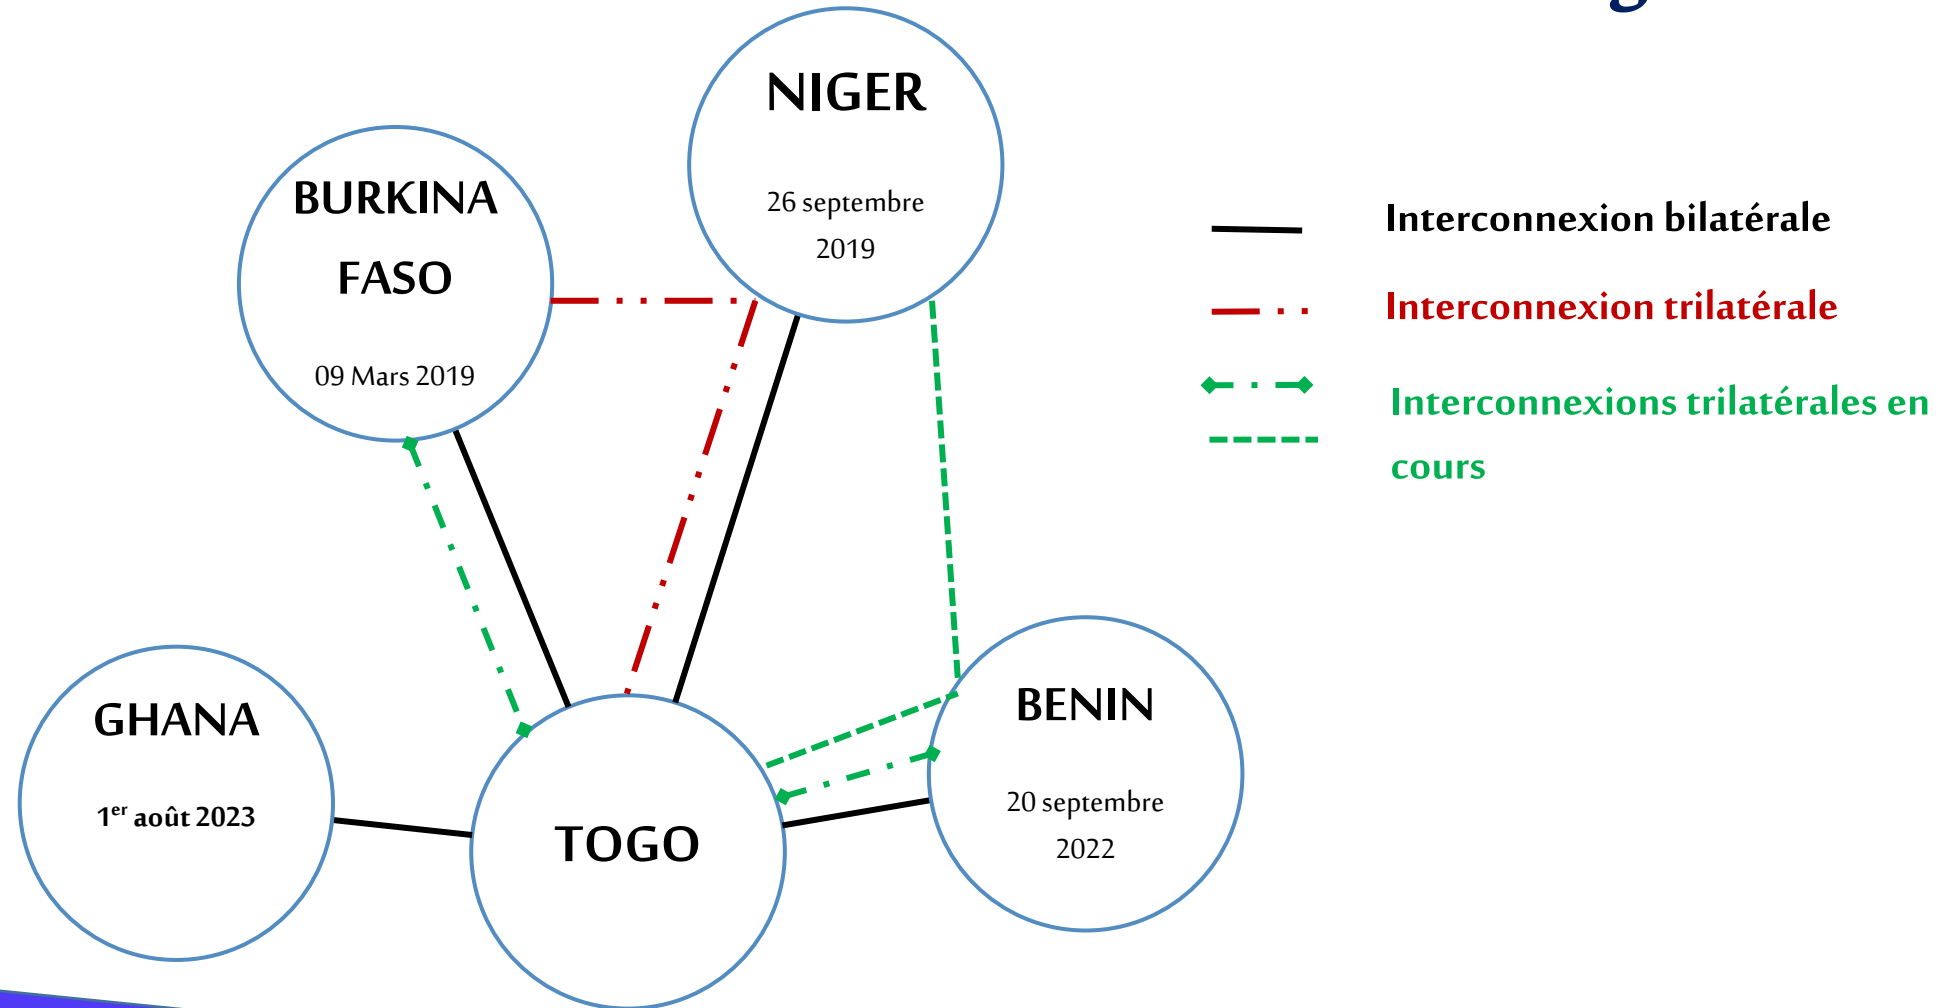 NIGER
26 septembre
2019
BURKINA
FASO
09 Mars 2019
GHANA
1er août 2023
TOGO
BENIN
20 septembre
2022
Interconnexion bilatérale
Interconnexion trilatérale
Interconnexions trilatérales en
cours